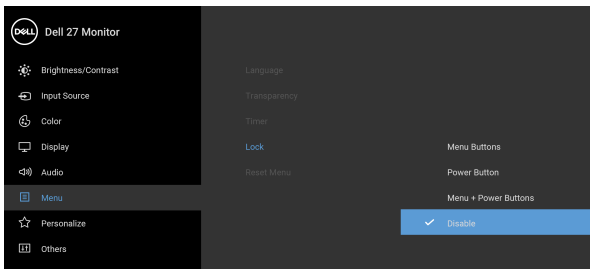 DELL Dell 27 Monitor
Brightness/Contrast Language
Input Source Transparency
Color Timer
Display Lock Menu Buttons
Audio Reset Menu Power Button
Menu Menu + Power Buttons
Personalize Disable
Others